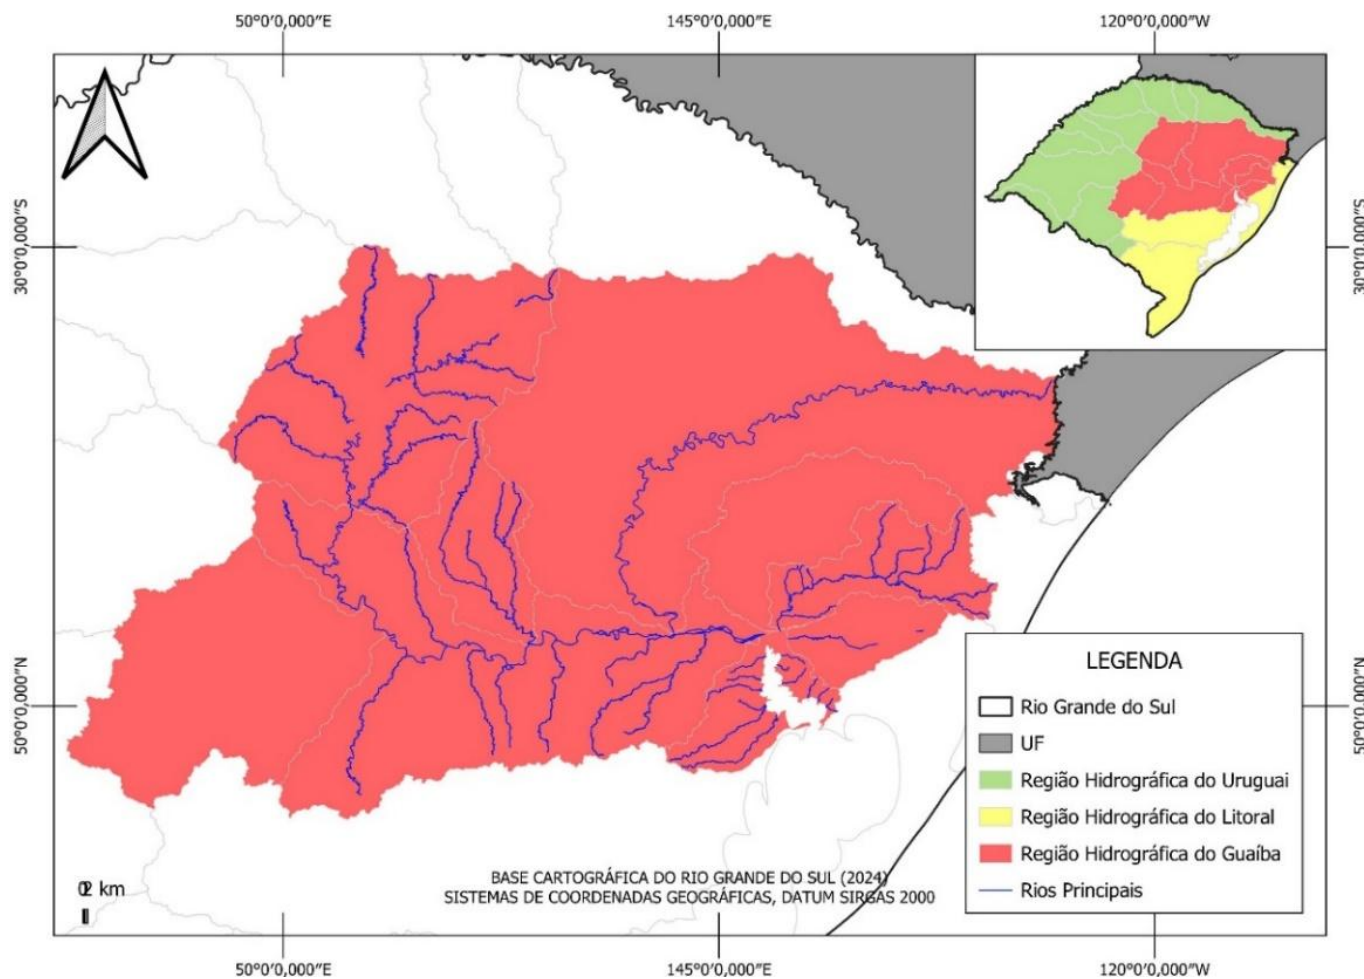 50°0'0,000"E
145°0'0,000"E
120°0'0,000"W
30°0'0,000"S
30°0'0,000"S
50°0'0,000"N
50°0'0,000"N
LEGENDA
Rio Grande do Sul
UF
Região Hidrográfica do Uruguai
Região Hidrográfica do Litoral
Região Hidrográfica do Guaíba
Rios Principais
km
BASE CARTOGRÁFICA DO RIO GRANDE DO SUL (2024)
SISTEMAS DE COORDENADAS GEOGRÁFICAS, DATUM SIRGAS 2000
50°0'0,000"E
145°0'0,000"E
120°0'0,000"W